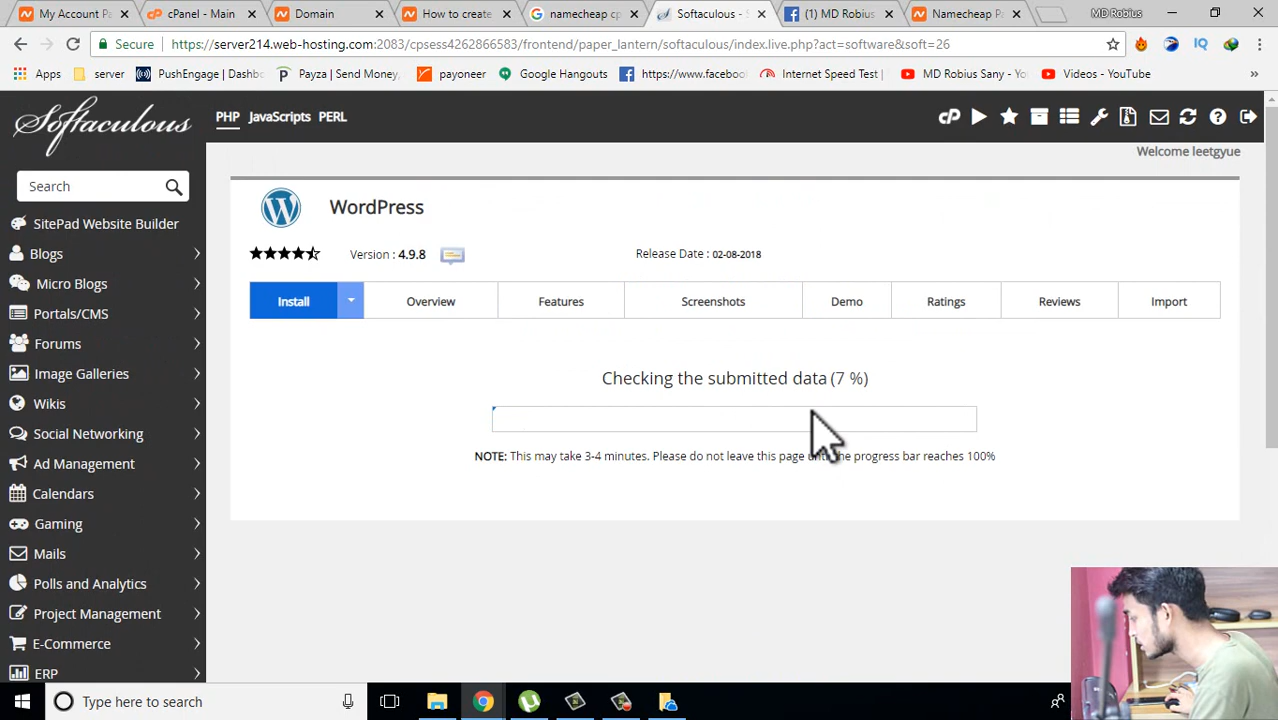 My Account Pa
cPanel - Main
Domain
How to create
namecheap cp
Softaculous - S
(1) MD Robius
Namecheap Pa
MD Robius
Secure
https://server214.web-hosting.com:2083/cpsess4262866583/frontend/paper_lantern/softaculous/index.live.php?act=software&soft=26
IQ
Apps
server
PushEngage | Dashbo
Payza | Send Money,
payoneer
Google Hangouts
https://www.faceboo
Internet Speed Test |
MD Robius Sany - Yo
Videos - YouTube
»
Softaculous
PHP JavaScripts PERL
Welcome leetgyue
Search
SitePad Website Builder
Blogs
Micro Blogs
Portals/CMS
Forums
Image Galleries
Wikis
Social Networking
Ad Management
Calendars
Gaming
Mails
Polls and Analytics
Project Management
E-Commerce
ERP
WordPress
Version : 4.9.8
Release Date : 02-08-2018
Install
Overview
Features
Screenshots
Demo
Ratings
Reviews
Import
Checking the submitted data (7 %)
NOTE: This may take 3-4 minutes. Please do not leave this page until the progress bar reaches 100%
Type here to search